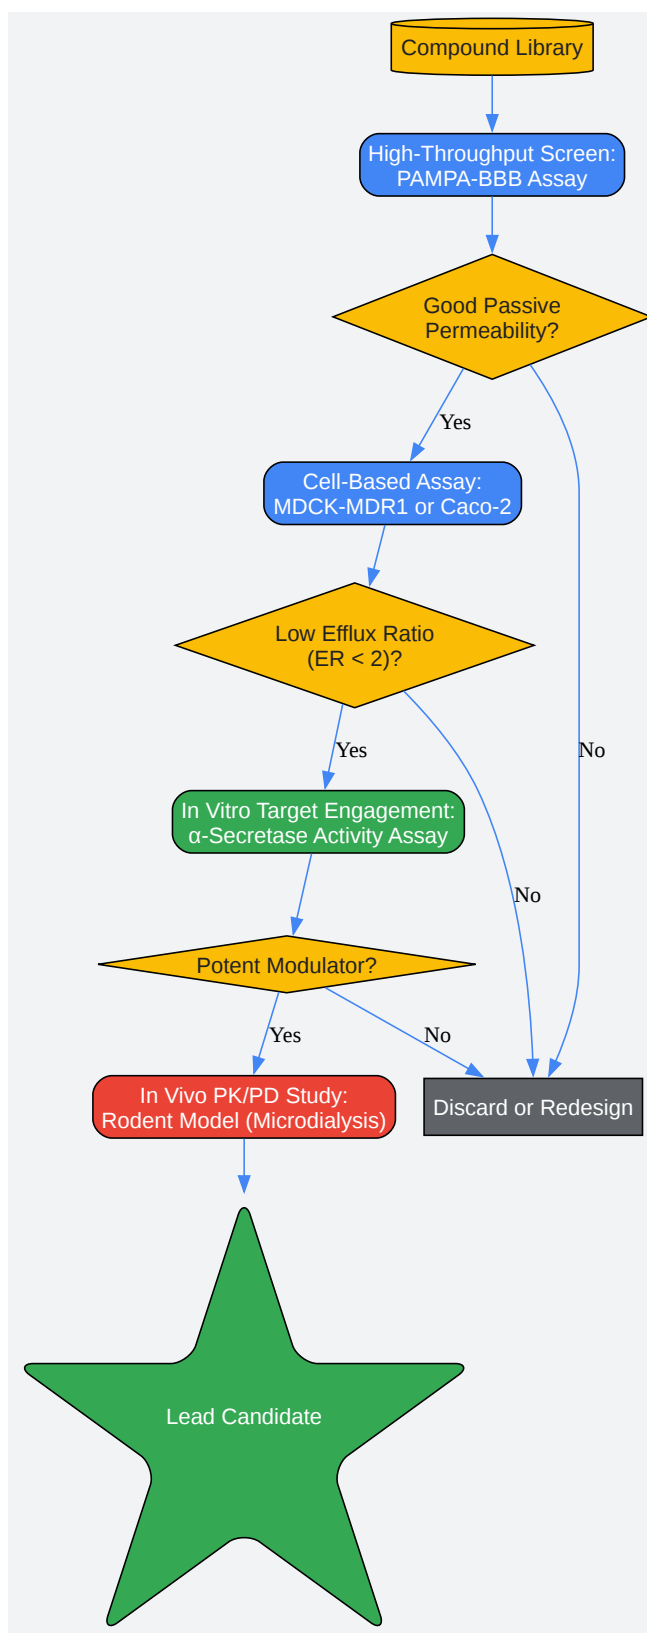 Compound Library
High-Throughput Screen:
PAMPA-BBB Assay
Good Passive
Permeability?
Yes
Cell-Based Assay:
MDCK-MDR1 or Caco-2
Low Efflux Ratio
(ER < 2)?
Yes
No
In Vitro Target Engagement:
α-Secretase Activity Assay
No
Potent Modulator?
Yes
No
In Vivo PK/PD Study:
Rodent Model (Microdialysis)
Discard or Redesign
Lead Candidate